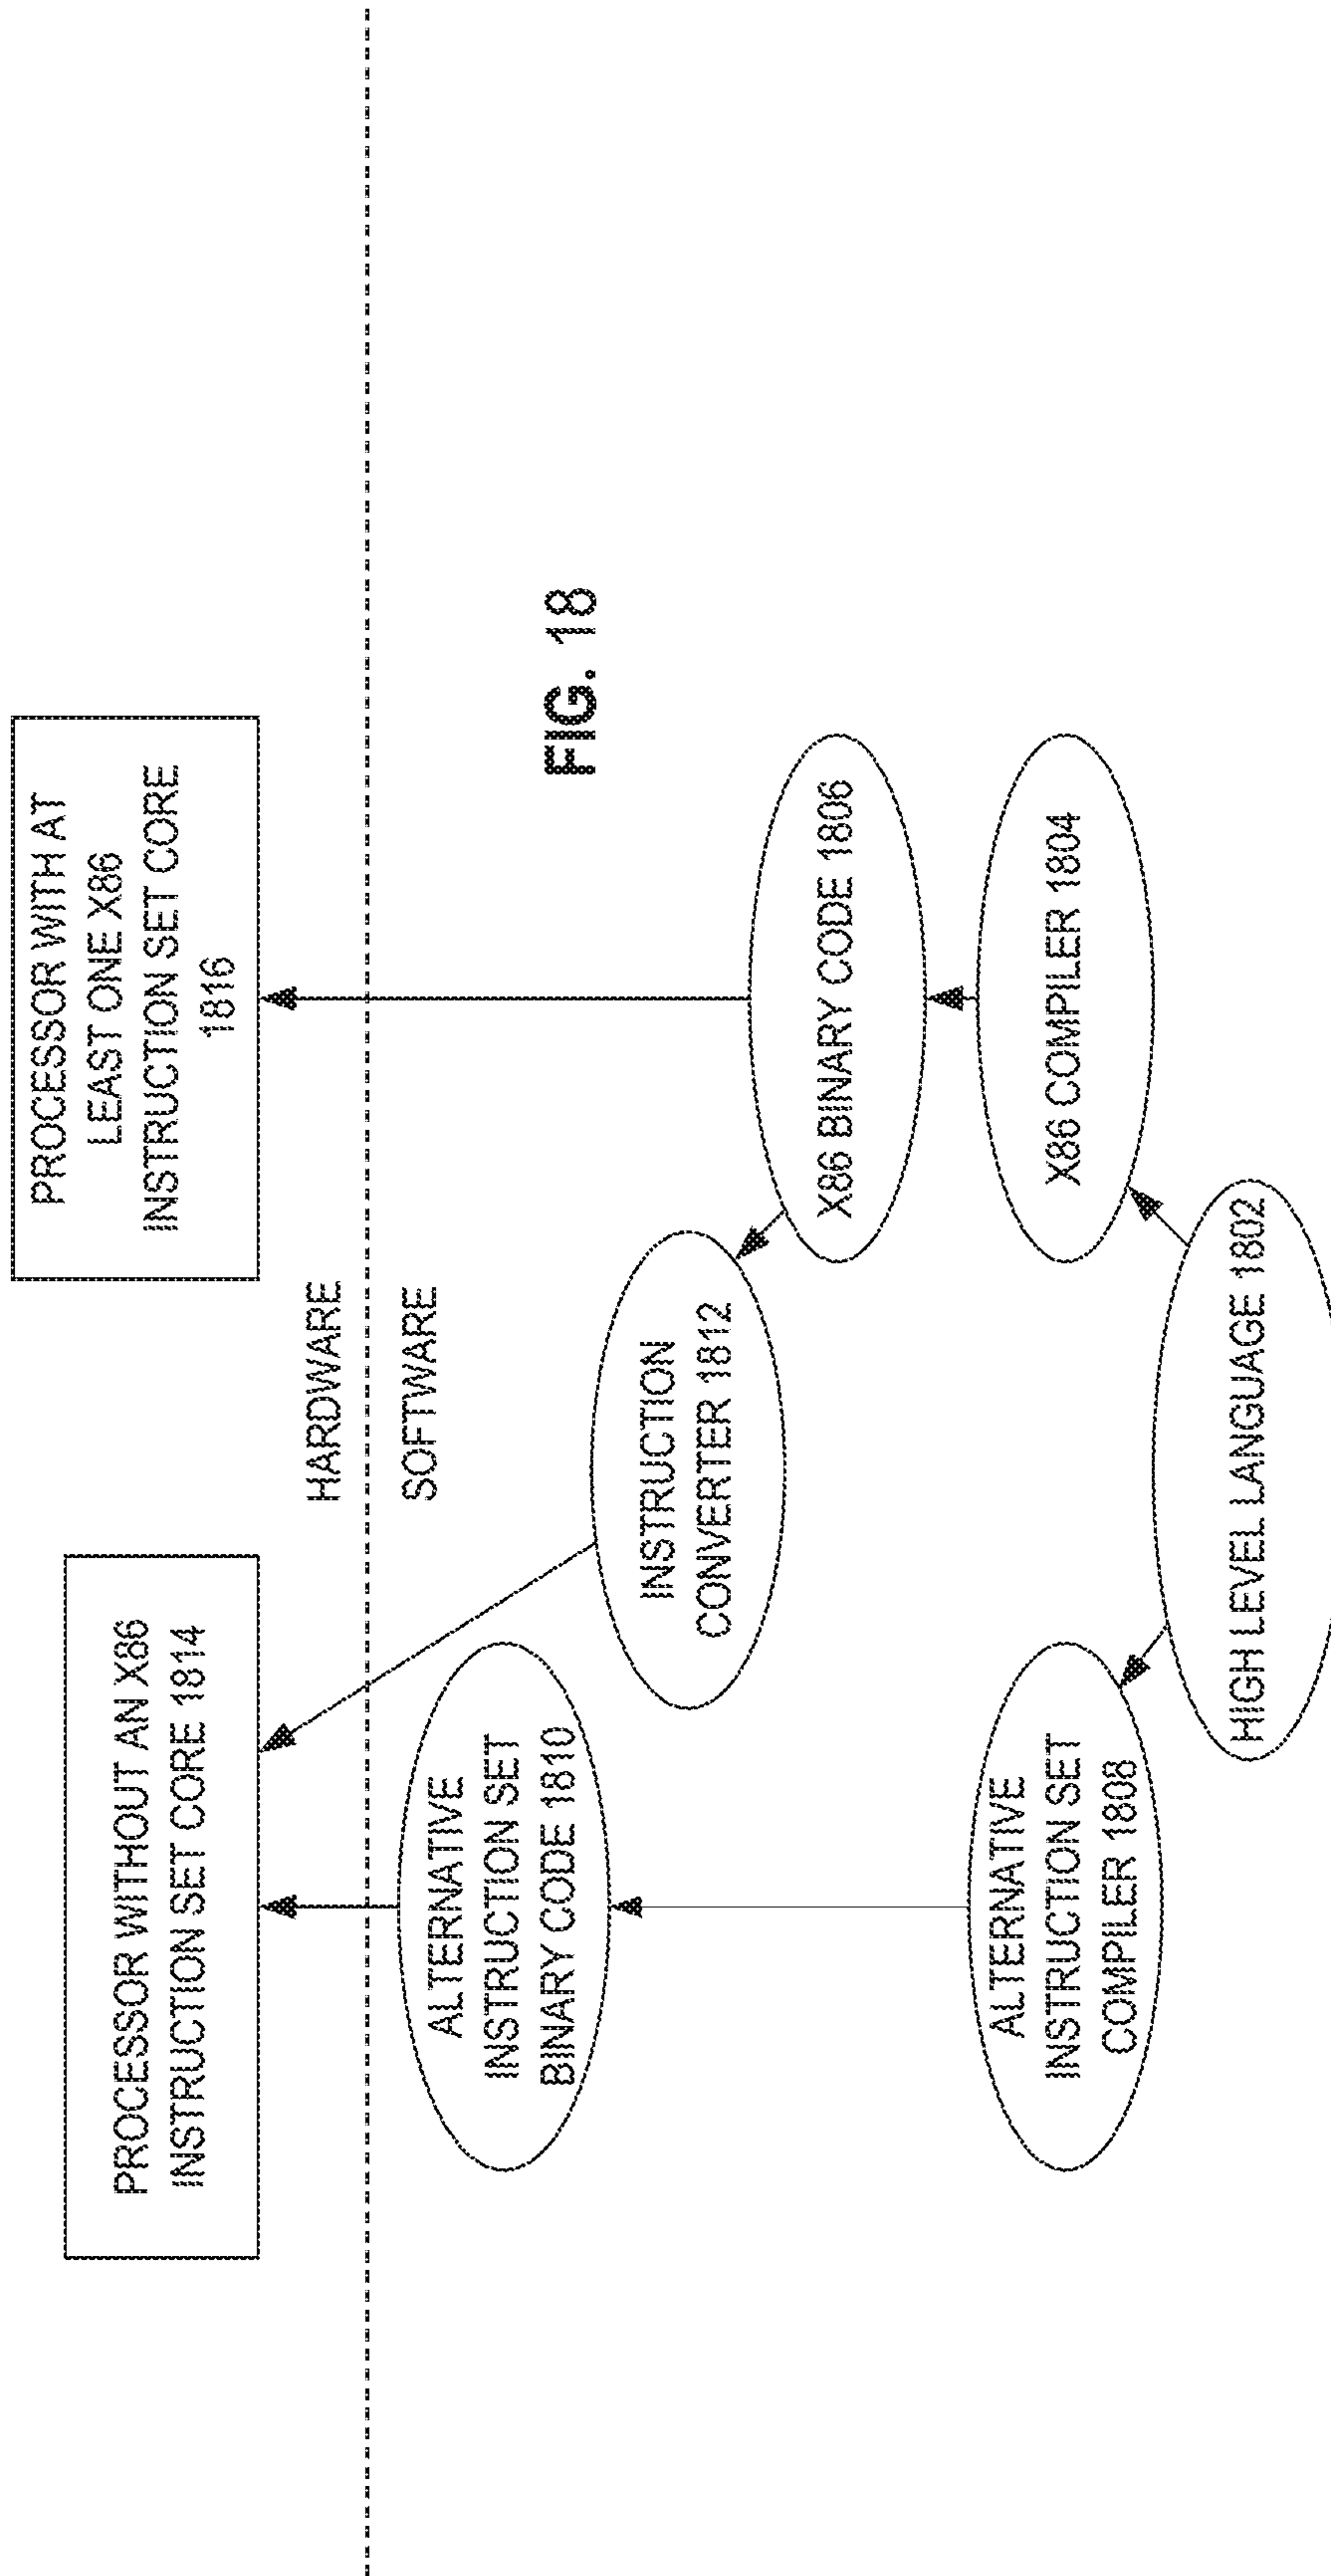 PROCESSOR WITHOUT AN X86
INSTRUCTION SET CORE 1814
PROCESSOR WITH AT
LEAST ONE X86
INSTRUCTION SET CORE
1816
HARDWARE
SOFTWARE
ALTERNATIVE
INSTRUCTION SET
BINARY CODE 1810
INSTRUCTION
CONVERTER 1812
FIG. 18
X86 BINARY CODE 1806
ALTERNATIVE
INSTRUCTION SET
COMPILER 1808
X86 COMPILER 1804
HIGH LEVEL LANGUAGE 1802